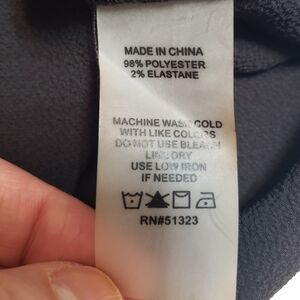 MADE IN CHINA
98% POLYESTER
2% ELASTANE
MACHINE WASH COLD
WITH LIKE COLORS
DO NOT USE BLEACH
LINE DRY
USE LOW IRON
IF NEEDED
RN#51323